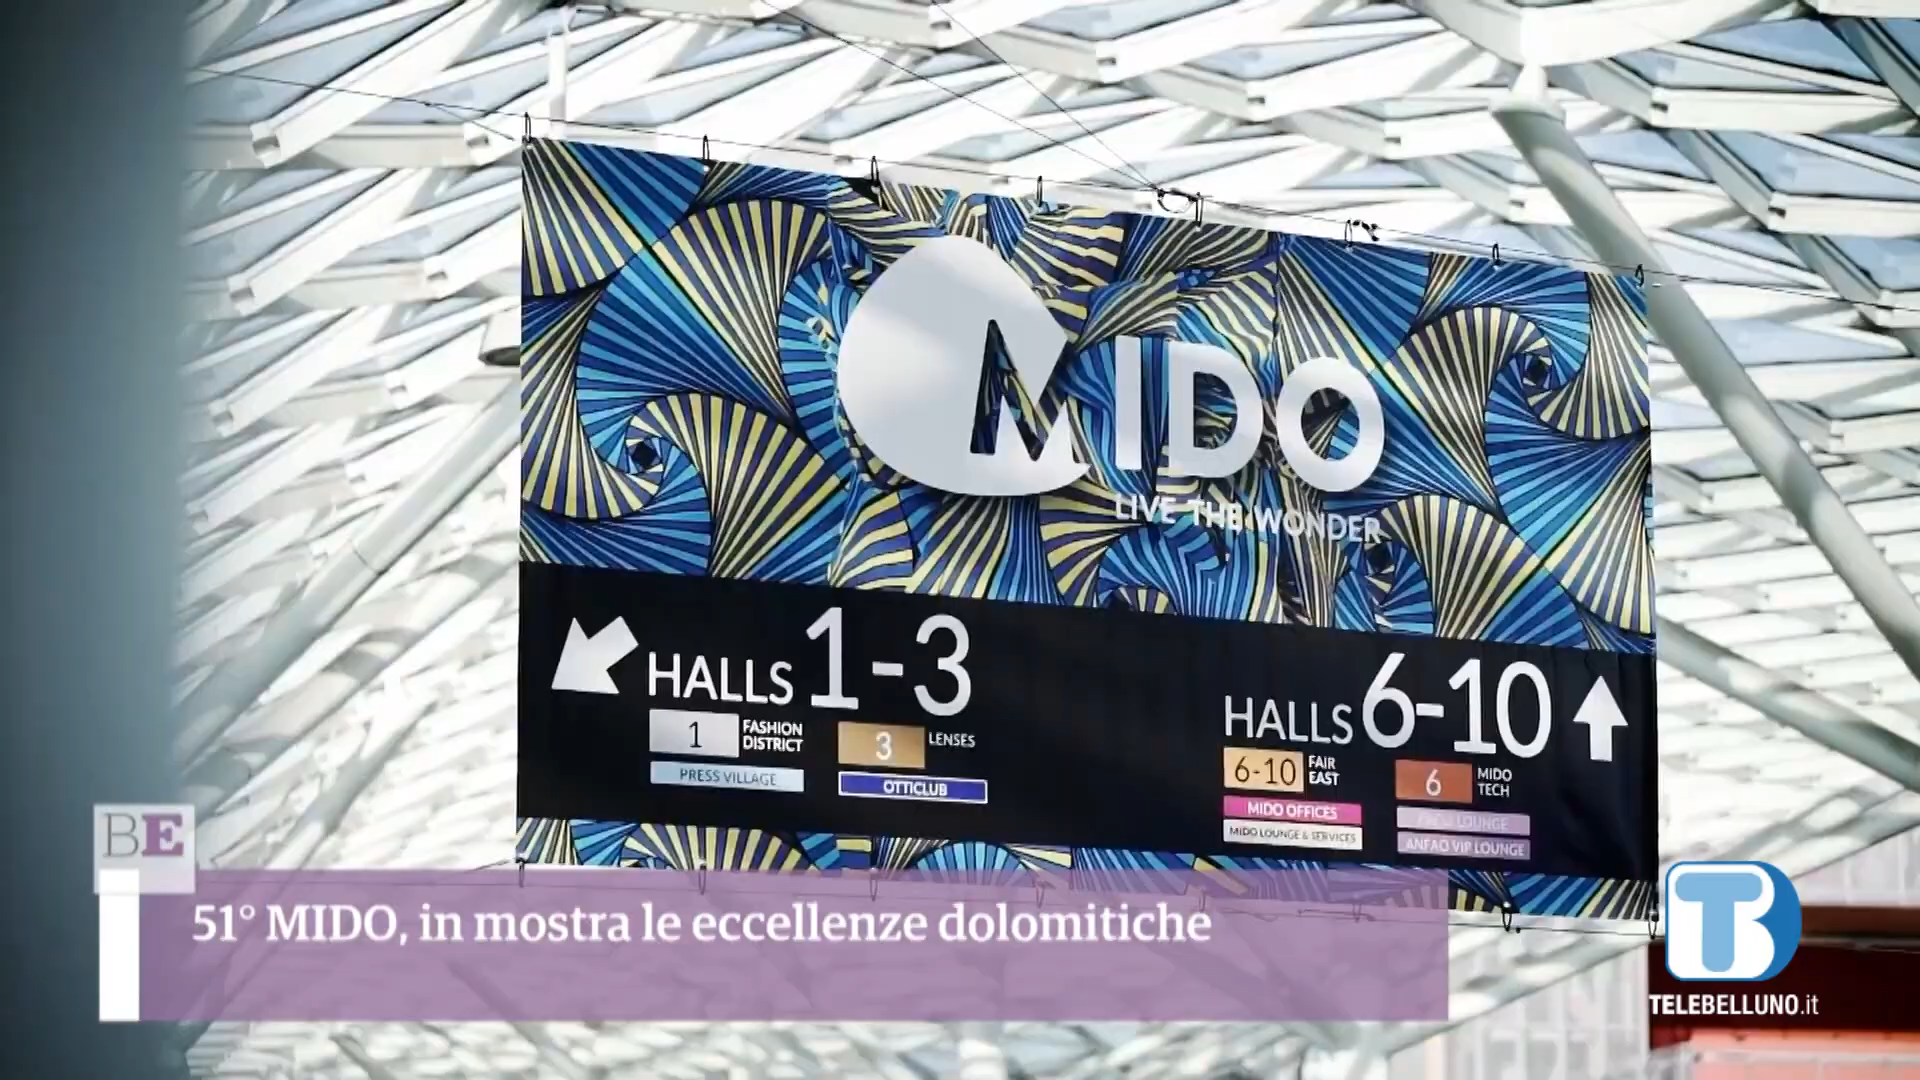 MIDO
LIVE THE WONDER
HALLS 1-3
1 FASHION DISTRICT
PRESS VILLAGE
3 LENSES
OTTICLUB
HALLS 6-10
6-10 FAIR EAST
MIDO OFFICES
MIDO LOUNGE & SERVICES
6 MIDO TECH
LOUNGE
ANFAO VIP LOUNGE
BE
51° MIDO, in mostra le eccellenze dolomitiche
TB
TELEBELLUNO.it